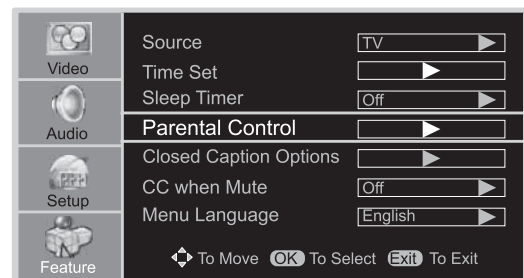 Video
Audio
Setup
Feature
Source TV
Time Set
Sleep Timer Off
Parental Control
Closed Caption Options
CC when Mute Off
Menu Language English
To Move OK To Select Exit To Exit